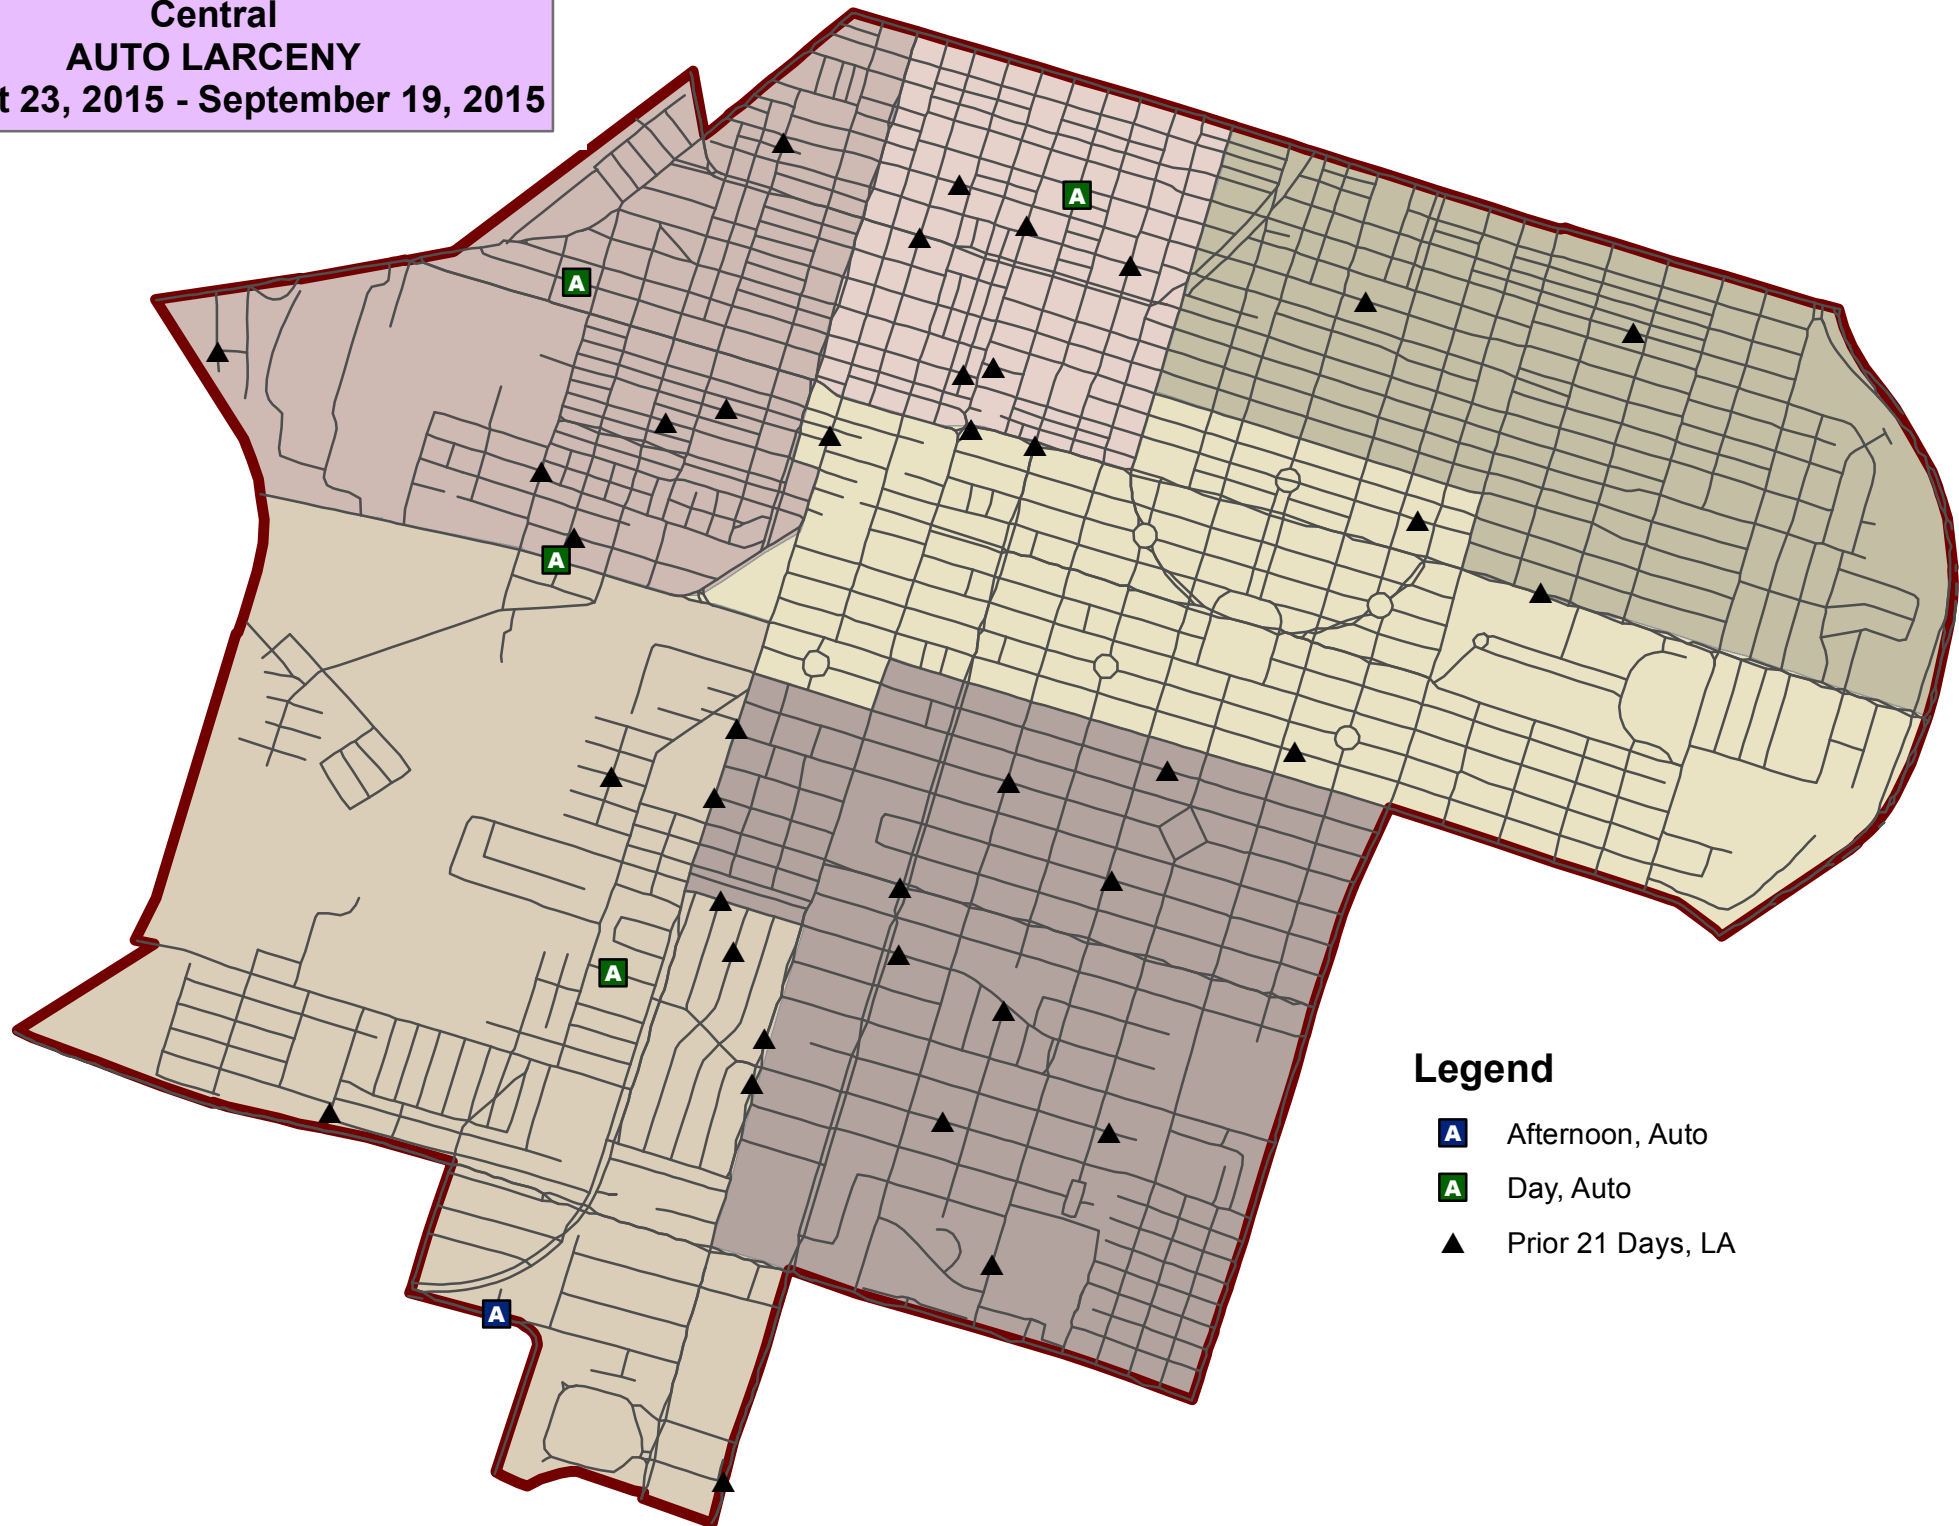 Central
AUTO LARCENY
t 23, 2015 - September 19, 2015
A
A
A
A
A
Legend
A Afternoon, Auto
A Day, Auto
Prior 21 Days, LA